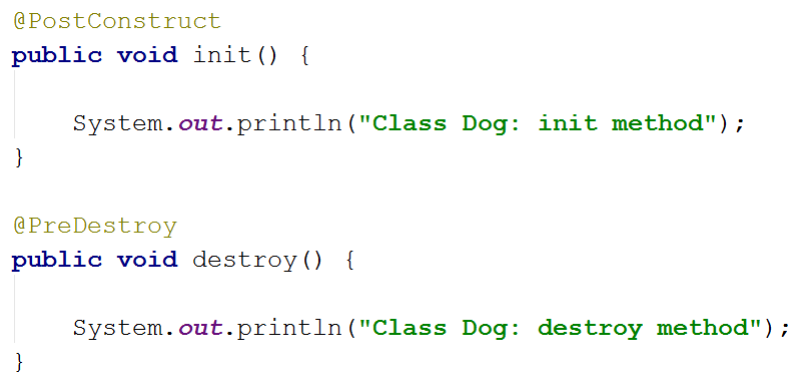 @PostConstruct
public void init() {
System.out.println("Class Dog: init method");
}
@PreDestroy
public void destroy() {
System.out.println("Class Dog: destroy method");
}